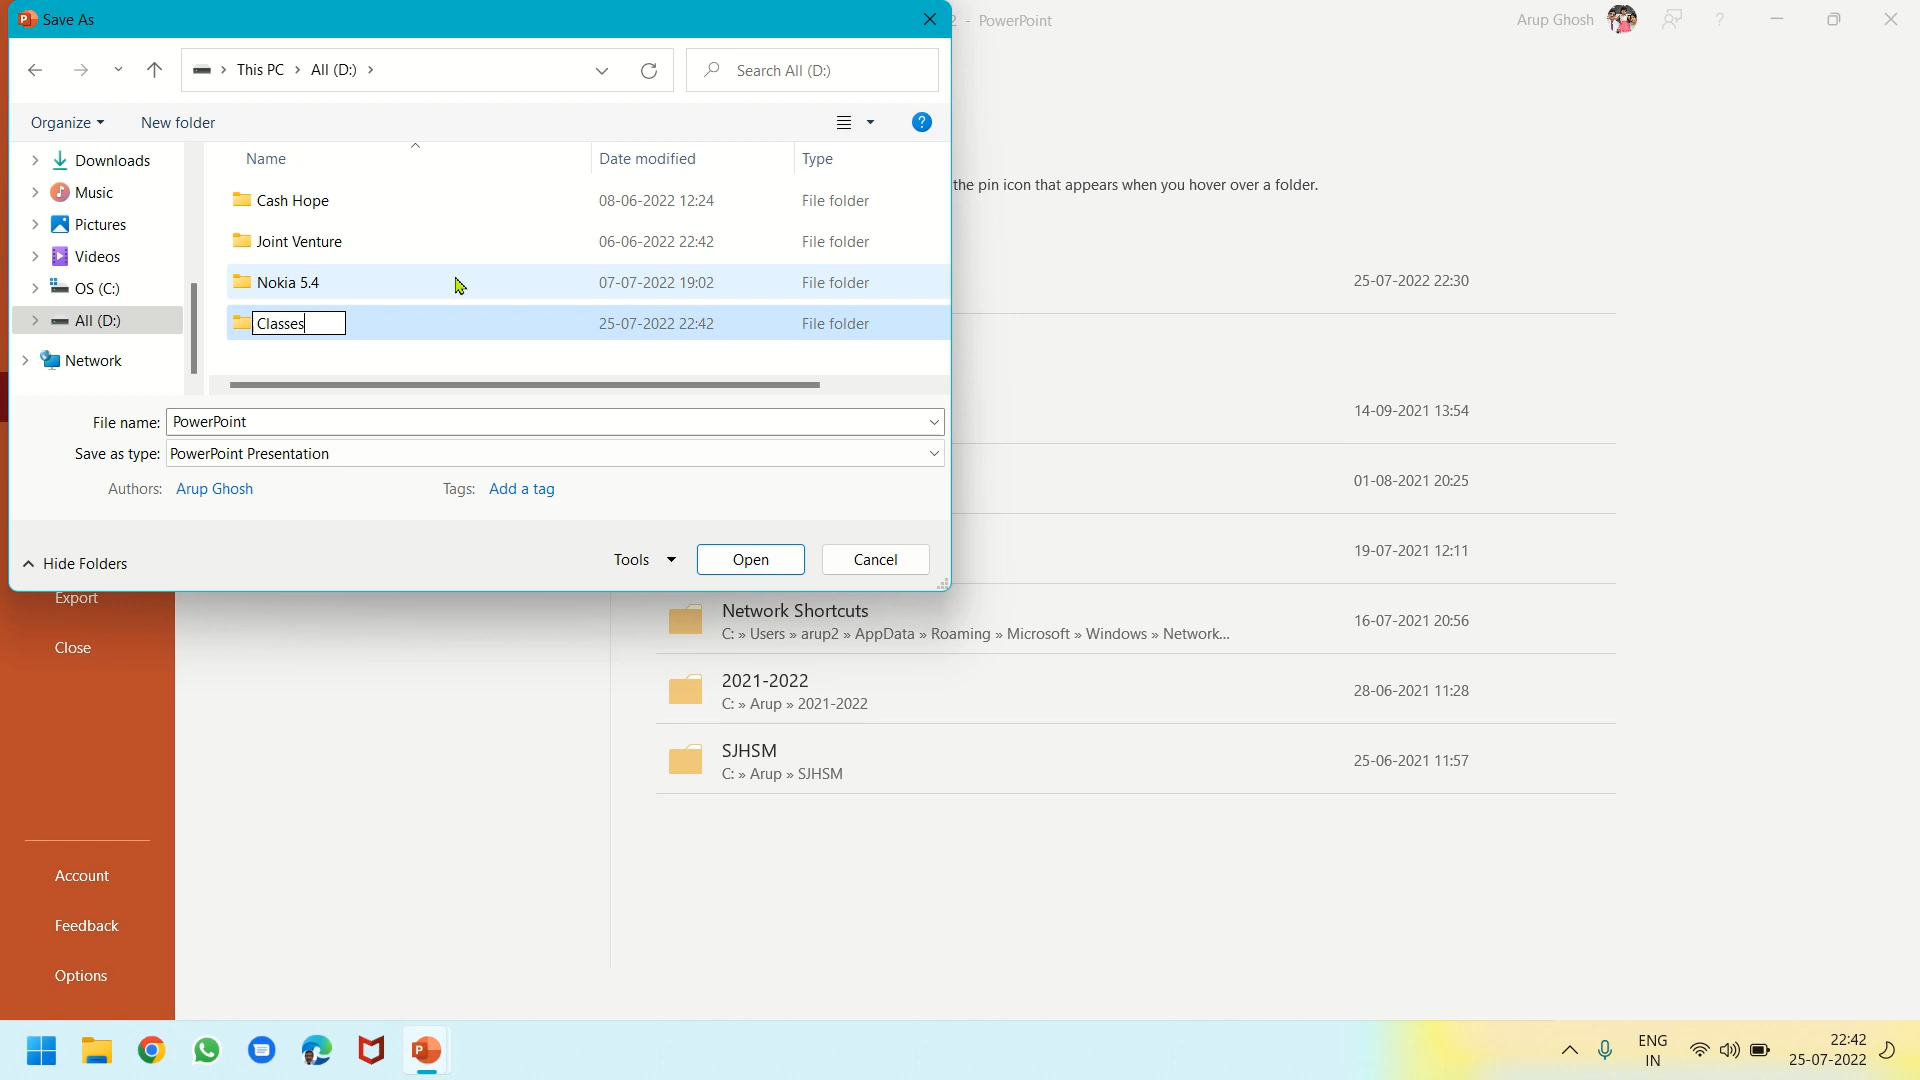 Save As
2 - PowerPoint
Arup Ghosh
This PC > All (D:) >
Search All (D:)
Organize
New folder
Name
Date modified
Type
Downloads
Music
Pictures
Videos
OS (C:)
All (D:)
Network
Cash Hope 08-06-2022 12:24 File folder
Joint Venture 06-06-2022 22:42 File folder
Nokia 5.4 07-07-2022 19:02 File folder
Classes 25-07-2022 22:42 File folder
the pin icon that appears when you hover over a folder.
25-07-2022 22:30
14-09-2021 13:54
01-08-2021 20:25
19-07-2021 12:11
File name: PowerPoint
Save as type: PowerPoint Presentation
Authors: Arup Ghosh
Tags: Add a tag
Hide Folders
Tools
Open
Cancel
Export
Close
Network Shortcuts
C: » Users » arup2 » AppData » Roaming » Microsoft » Windows » Network...
16-07-2021 20:56
2021-2022
C: » Arup » 2021-2022
28-06-2021 11:28
SJHSM
C: » Arup » SJHSM
25-06-2021 11:57
Account
Feedback
Options
ENG
IN
22:42
25-07-2022